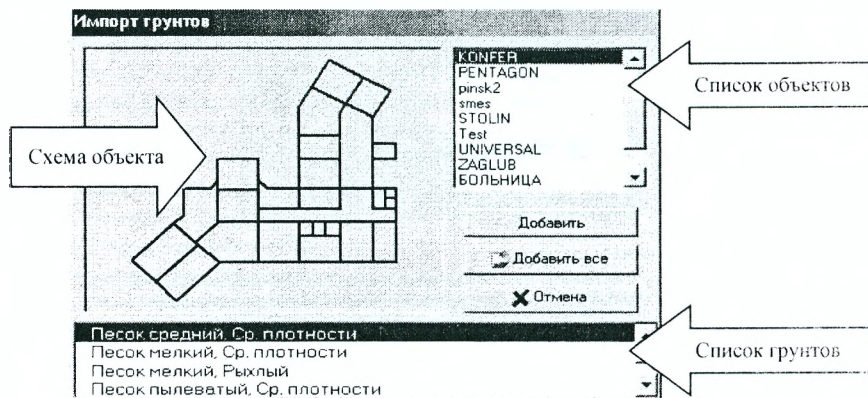 Импорт грунтов
KONFER
PENTAGON
pinsk2
smes
STOLIN
Test
UNIVERSAL
ZAGLUB
БОЛЬНИЦА
Список объектов
Схема объекта
Добавить
Добавить все
Отмена
Песок средний, Ср. плотности
Песок мелкий, Ср. плотности
Песок мелкий, Рыхлый
Песок пылеватый, Ср. плотности
Список грунтов